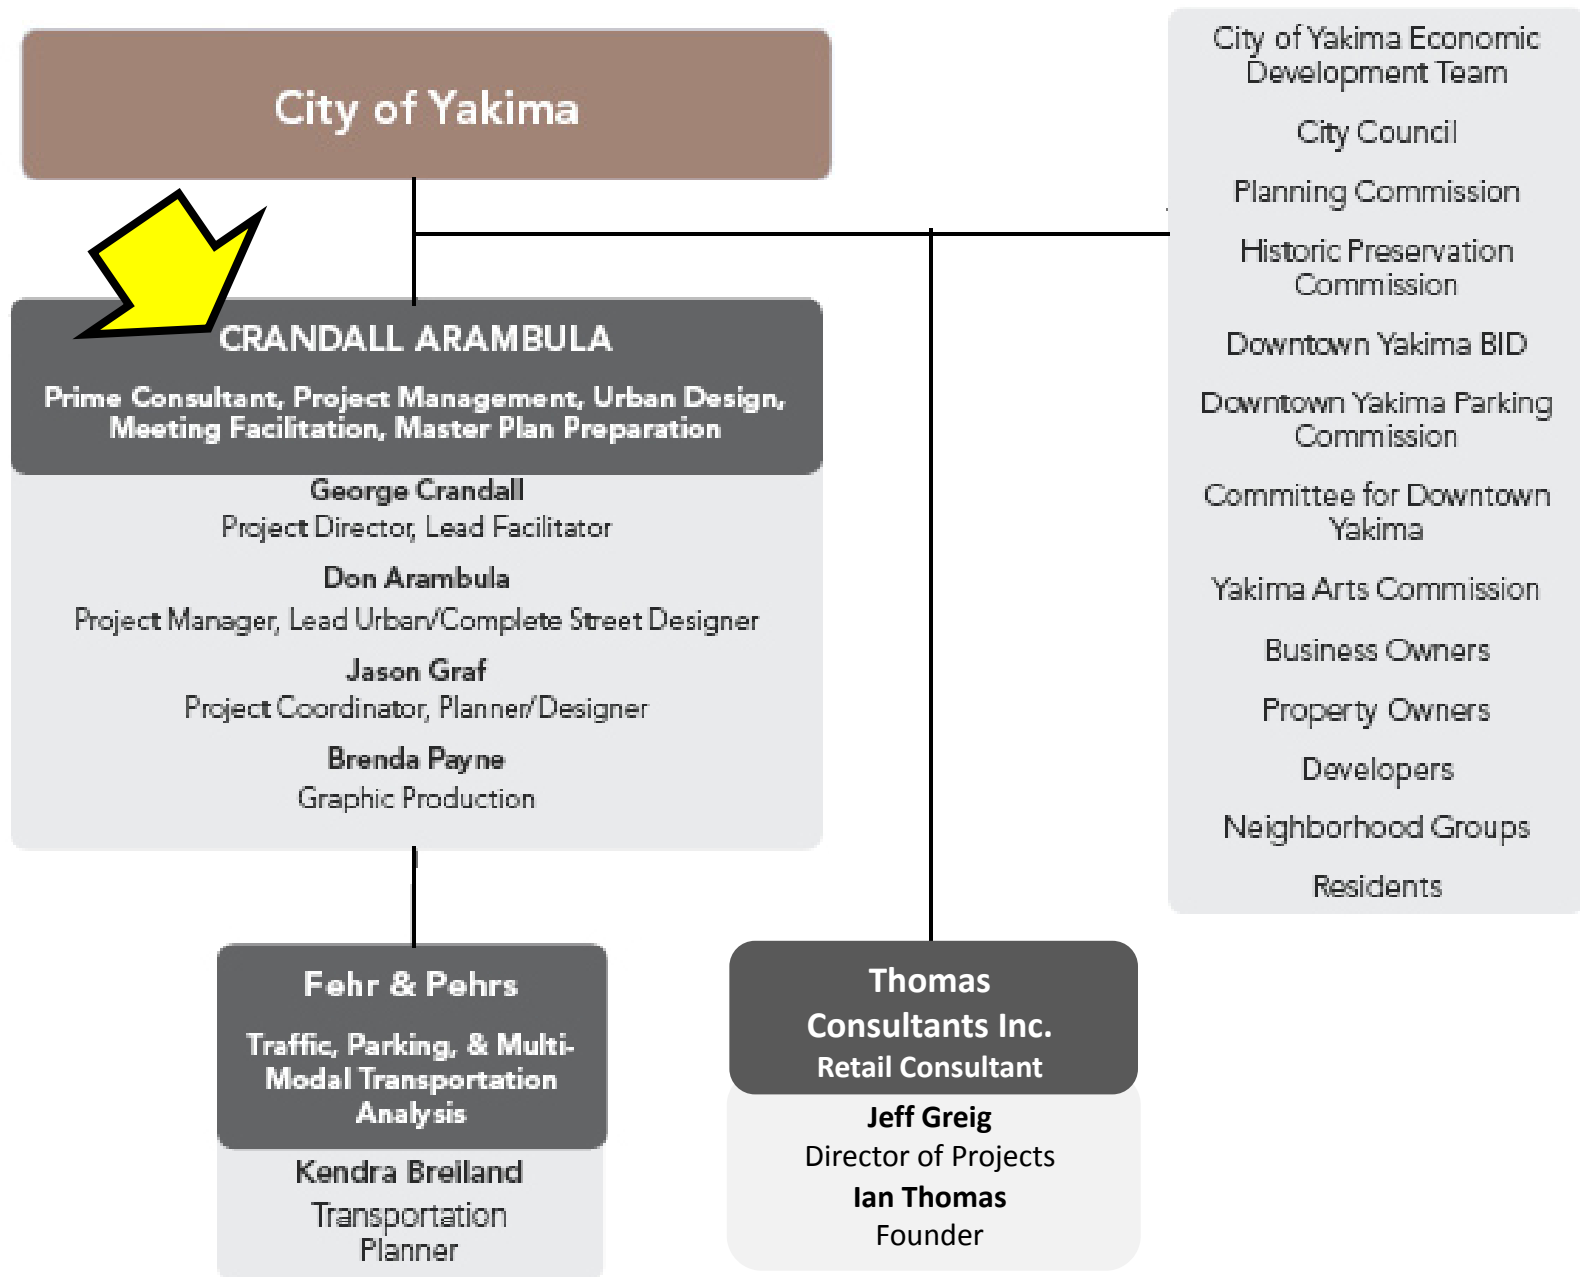 City of Yakima
CRANDALL ARAMBULA
Prime Consultant, Project Management, Urban Design,
Meeting Facilitation, Master Plan Preparation
George Crandall
Project Director, Lead Facilitator
Don Arambula
Project Manager, Lead Urban/Complete Street Designer
Jason Graf
Project Coordinator, Planner/Designer
Brenda Payne
Graphic Production
Fehr & Pehrs
Traffic, Parking, & Multi-
Modal Transportation
Analysis
Kendra Breiland
Transportation
Planner
Thomas
Consultants Inc.
Retail Consultant
Jeff Greig
Director of Projects
Ian Thomas
Founder
City of Yakima Economic
Development Team
City Council
Planning Commission
Historic Preservation
Commission
Downtown Yakima BID
Downtown Yakima Parking
Commission
Committee for Downtown
Yakima
Yakima Arts Commission
Business Owners
Property Owners
Developers
Neighborhood Groups
Residents